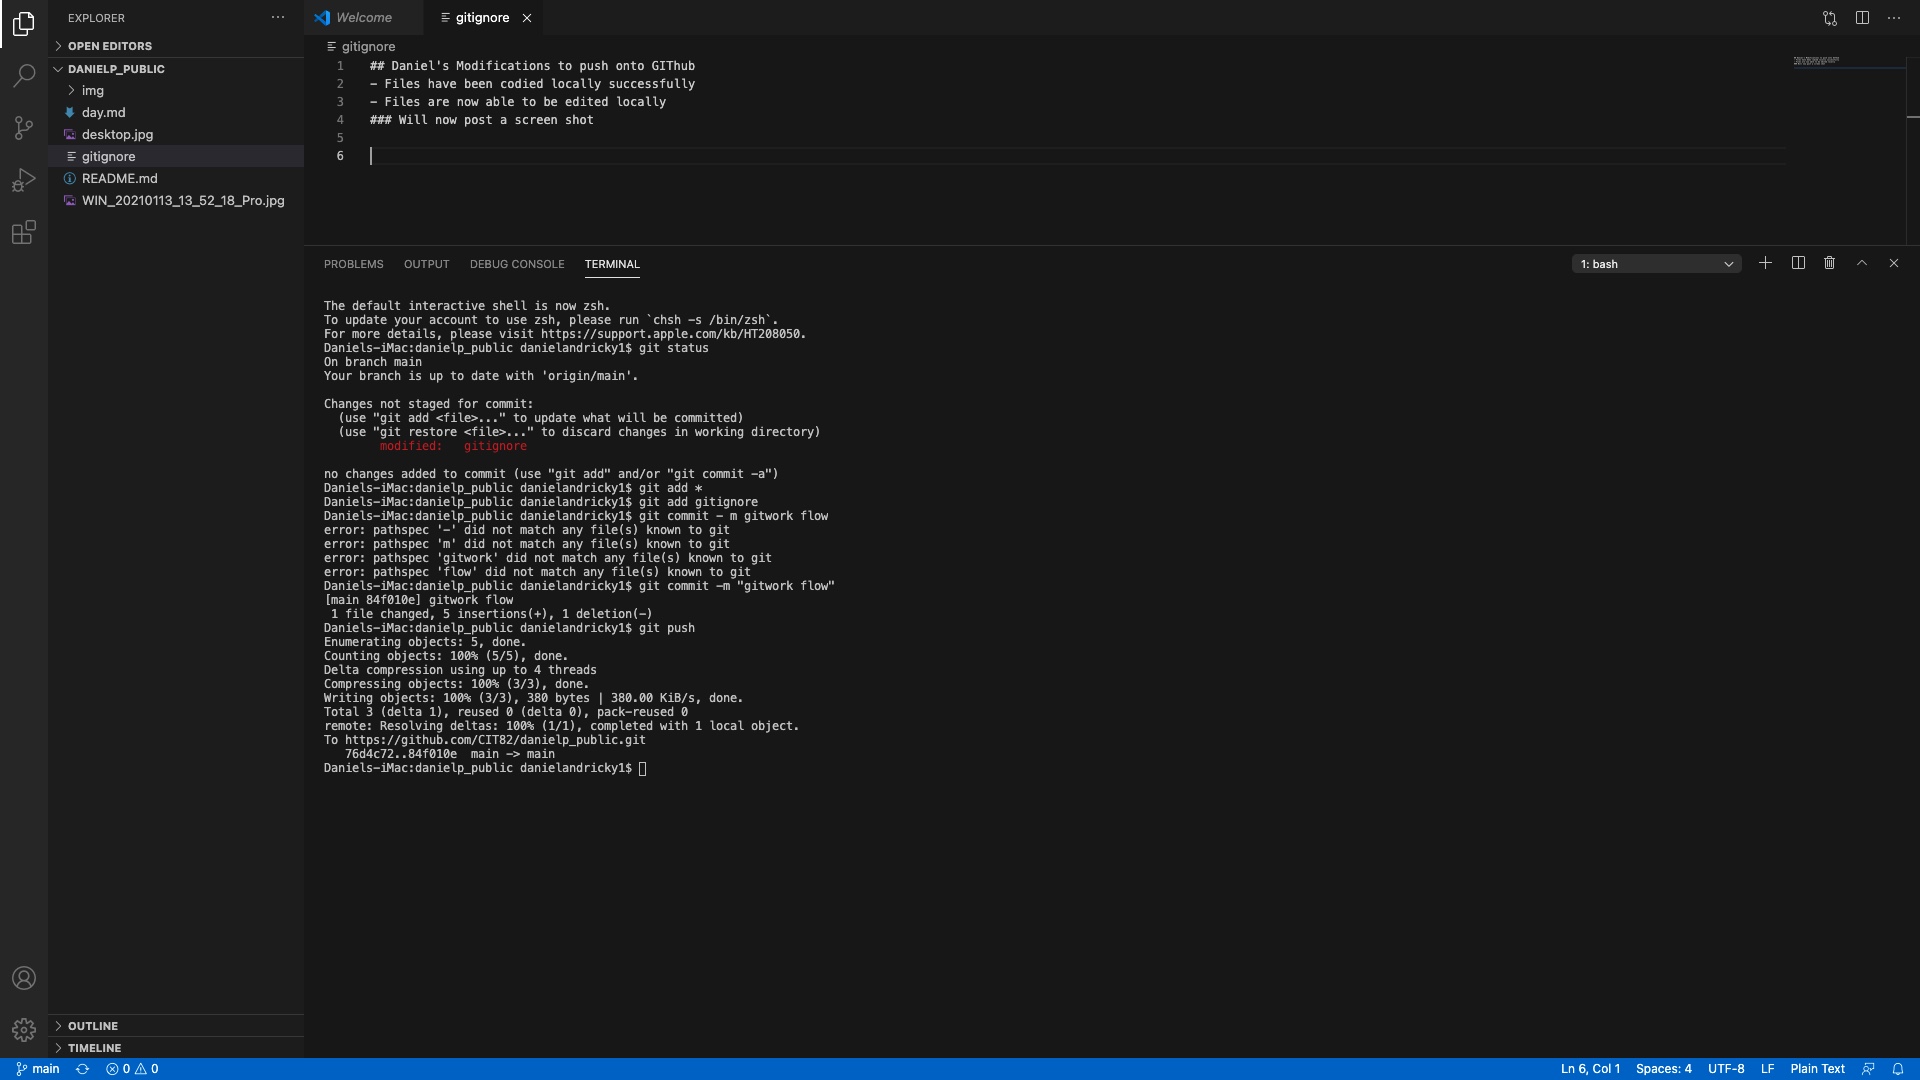 EXPLORER
OPEN EDITORS
DANIELP_PUBLIC
img
day.md
desktop.jpg
gitignore
README.md
WIN_20210113_13_52_18_Pro.jpg
OUTLINE
TIMELINE
Welcome
gitignore
gitignore
1 ## Daniel's Modifications to push onto GIThub
2 - Files have been codied locally successfully
3 - Files are now able to be edited locally
4 ### Will now post a screen shot
5
6
PROBLEMS OUTPUT DEBUG CONSOLE TERMINAL
1: bash
The default interactive shell is now zsh.
To update your account to use zsh, please run `chsh -s /bin/zsh`.
For more details, please visit https://support.apple.com/kb/HT208050.
Daniels-iMac:danielp_public danielandricky1$ git status
On branch main
Your branch is up to date with 'origin/main'.
Changes not staged for commit:
(use "git add <file>..." to update what will be committed)
(use "git restore <file>..." to discard changes in working directory)
modified: gitignore
no changes added to commit (use "git add" and/or "git commit -a")
Daniels-iMac:danielp_public danielandricky1$ git add *
Daniels-iMac:danielp_public danielandricky1$ git add gitignore
Daniels-iMac:danielp_public danielandricky1$ git commit - m gitwork flow
error: pathspec '-' did not match any file(s) known to git
error: pathspec 'm' did not match any file(s) known to git
error: pathspec 'gitwork' did not match any file(s) known to git
error: pathspec 'flow' did not match any file(s) known to git
Daniels-iMac:danielp_public danielandricky1$ git commit -m "gitwork flow"
[main 84f010e] gitwork flow
1 file changed, 5 insertions(+), 1 deletion(-)
Daniels-iMac:danielp_public danielandricky1$ git push
Enumerating objects: 5, done.
Counting objects: 100% (5/5), done.
Delta compression using up to 4 threads
Compressing objects: 100% (3/3), done.
Writing objects: 100% (3/3), 380 bytes | 380.00 KiB/s, done.
Total 3 (delta 1), reused 0 (delta 0), pack-reused 0
remote: Resolving deltas: 100% (1/1), completed with 1 local object.
To https://github.com/CIT82/danielp_public.git
76d4c72..84f010e main -> main
Daniels-iMac:danielp_public danielandricky1$
main 0 0 Ln 6, Col 1 Spaces: 4 UTF-8 LF Plain Text